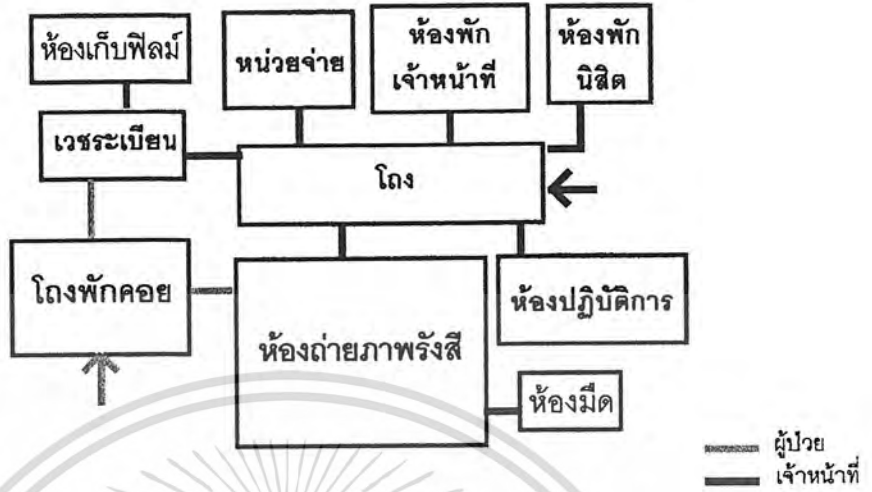 ห้องเก็บฟิลม์
หน่วยจ่าย
ห้องพัก
เจ้าหน้าที่
ห้องพัก
นิสิต
เวชระเบียน
โถง
โถงพักคอย
ห้องถ่ายภาพรังสี
ห้องปฏิบัติการ
ห้องมืด
ผู้ป่วย
เจ้าหน้าที่